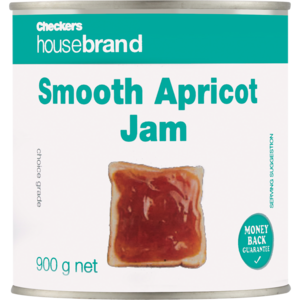 Checkers
housebrand
Smooth Apricot
Jam
choice grade
SERVING SUGGESTION
MONEY
BACK
GUARANTEE
900 g net